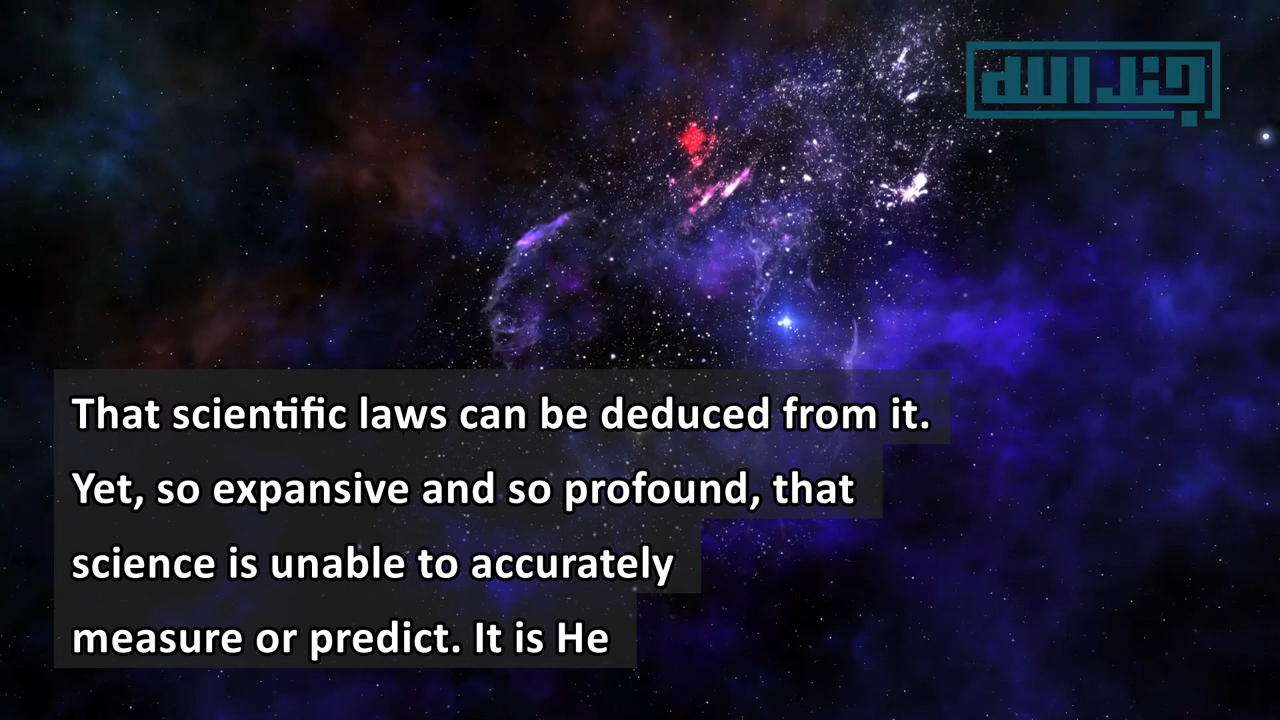 جند الله
That scientific laws can be deduced from it.
Yet, so expansive and so profound, that
science is unable to accurately
measure or predict. It is He